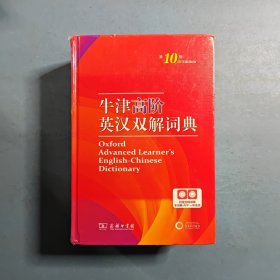 第10版
牛津高阶
英汉双解词典
Oxford
Advanced Learner's
English-Chinese
Dictionary
商务印书馆